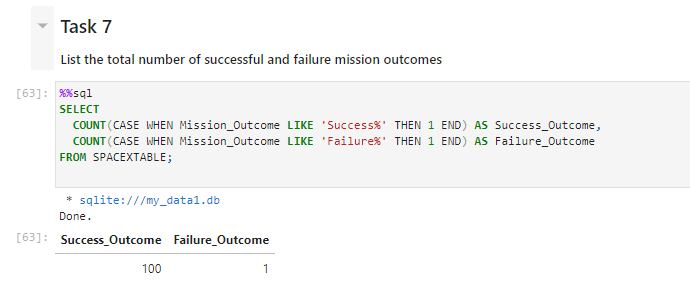 Task 7
List the total number of successful and failure mission outcomes
[63]: %%sql
SELECT
COUNT(CASE WHEN Mission_Outcome LIKE 'Success%' THEN 1 END) AS Success_Outcome,
COUNT(CASE WHEN Mission_Outcome LIKE 'Failure%' THEN 1 END) AS Failure_Outcome
FROM SPACEXTABLE;
* sqlite:///my_data1.db
Done.
[63]: Success_Outcome Failure_Outcome
100 1